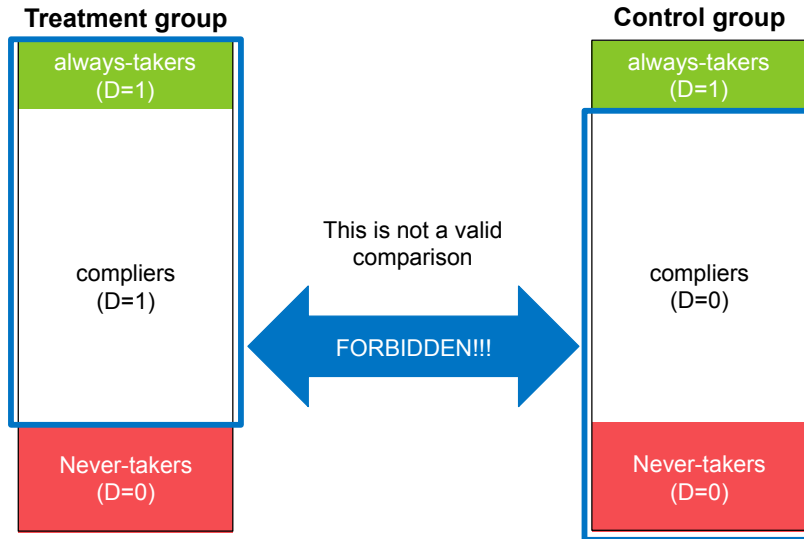 Treatment group
always-takers
(D=1)
compliers
(D=1)
Never-takers
(D=0)
This is not a valid
comparison
FORBIDDEN!!!
Control group
always-takers
(D=1)
compliers
(D=0)
Never-takers
(D=0)